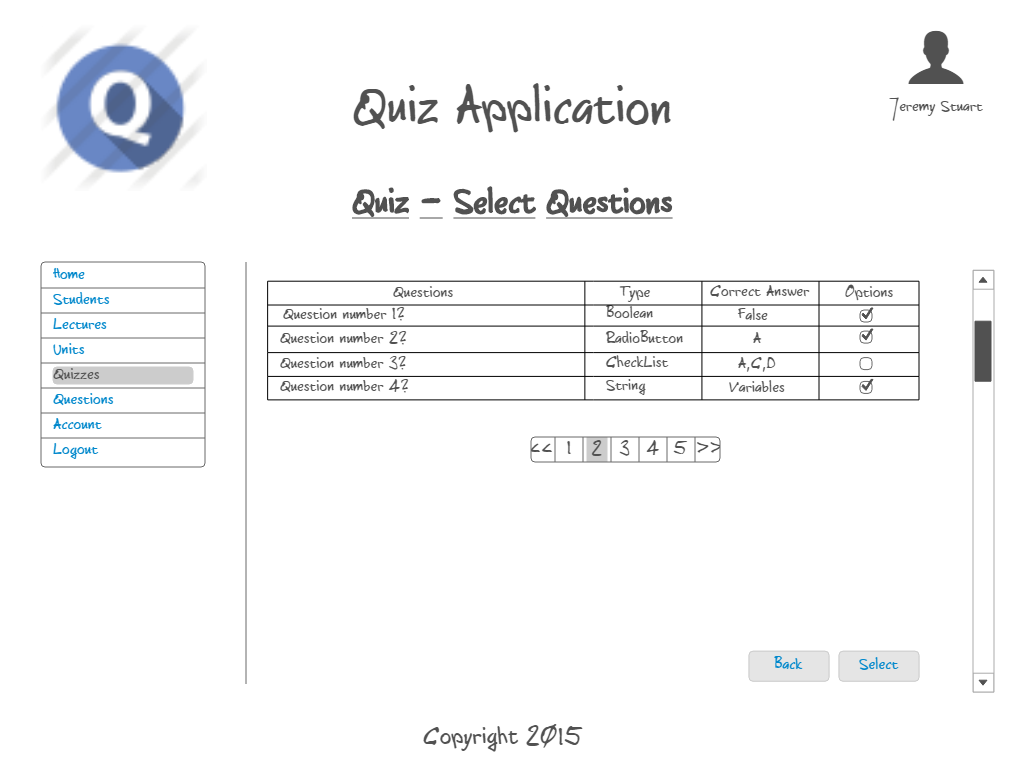 Q
Quiz Application
Jeremy Stuart
Quiz - Select Questions
Home
Students
Lectures
Units
Quizzes
Questions
Account
Logout
Questions Type Correct Answer Options
Question number 1? Boolean False
Question number 2? RadioButton A
Question number 3? CheckList A,C,D
Question number 4? String Variables
<< 1 2 3 4 5 >>
Back Select
Copyright 2015